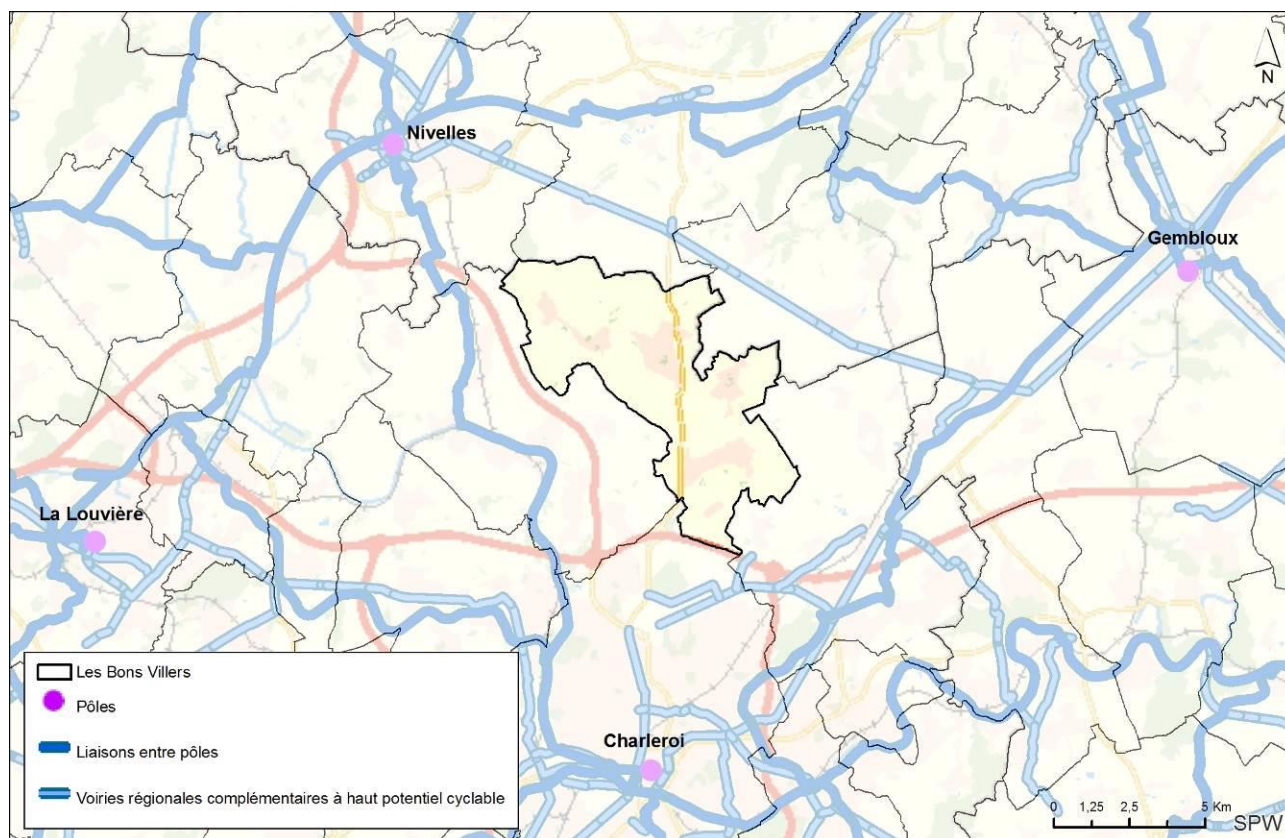 N
Nivelles
Gembloux
La Louvière
Charleroi
Les Bons Villers
Pôles
Liaisons entre pôles
Voiries régionales complémentaires à haut potentiel cyclable
0 1,25 2,5 5 Km
SPW